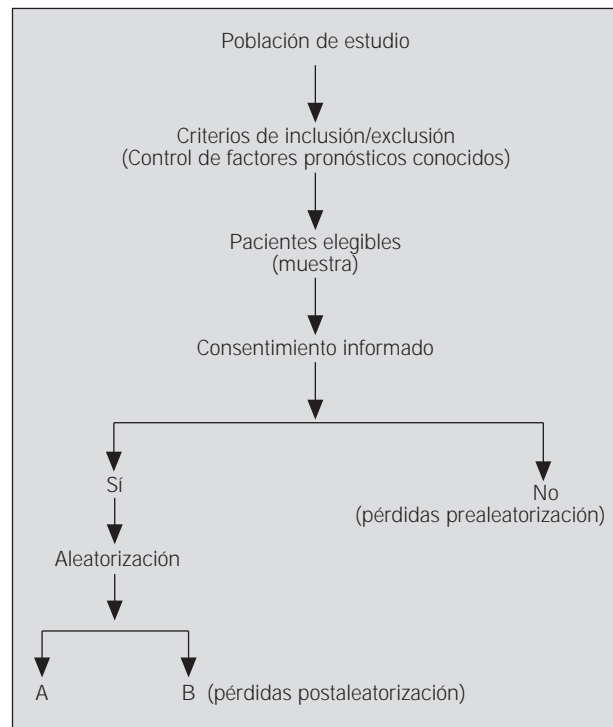 Población de estudio
Criterios de inclusión/exclusión
(Control de factores pronósticos conocidos)
Pacientes elegibles
(muestra)
Consentimiento informado
Sí
No
(pérdidas prealeatorización)
Aleatorización
A
B (pérdidas postaleatorización)